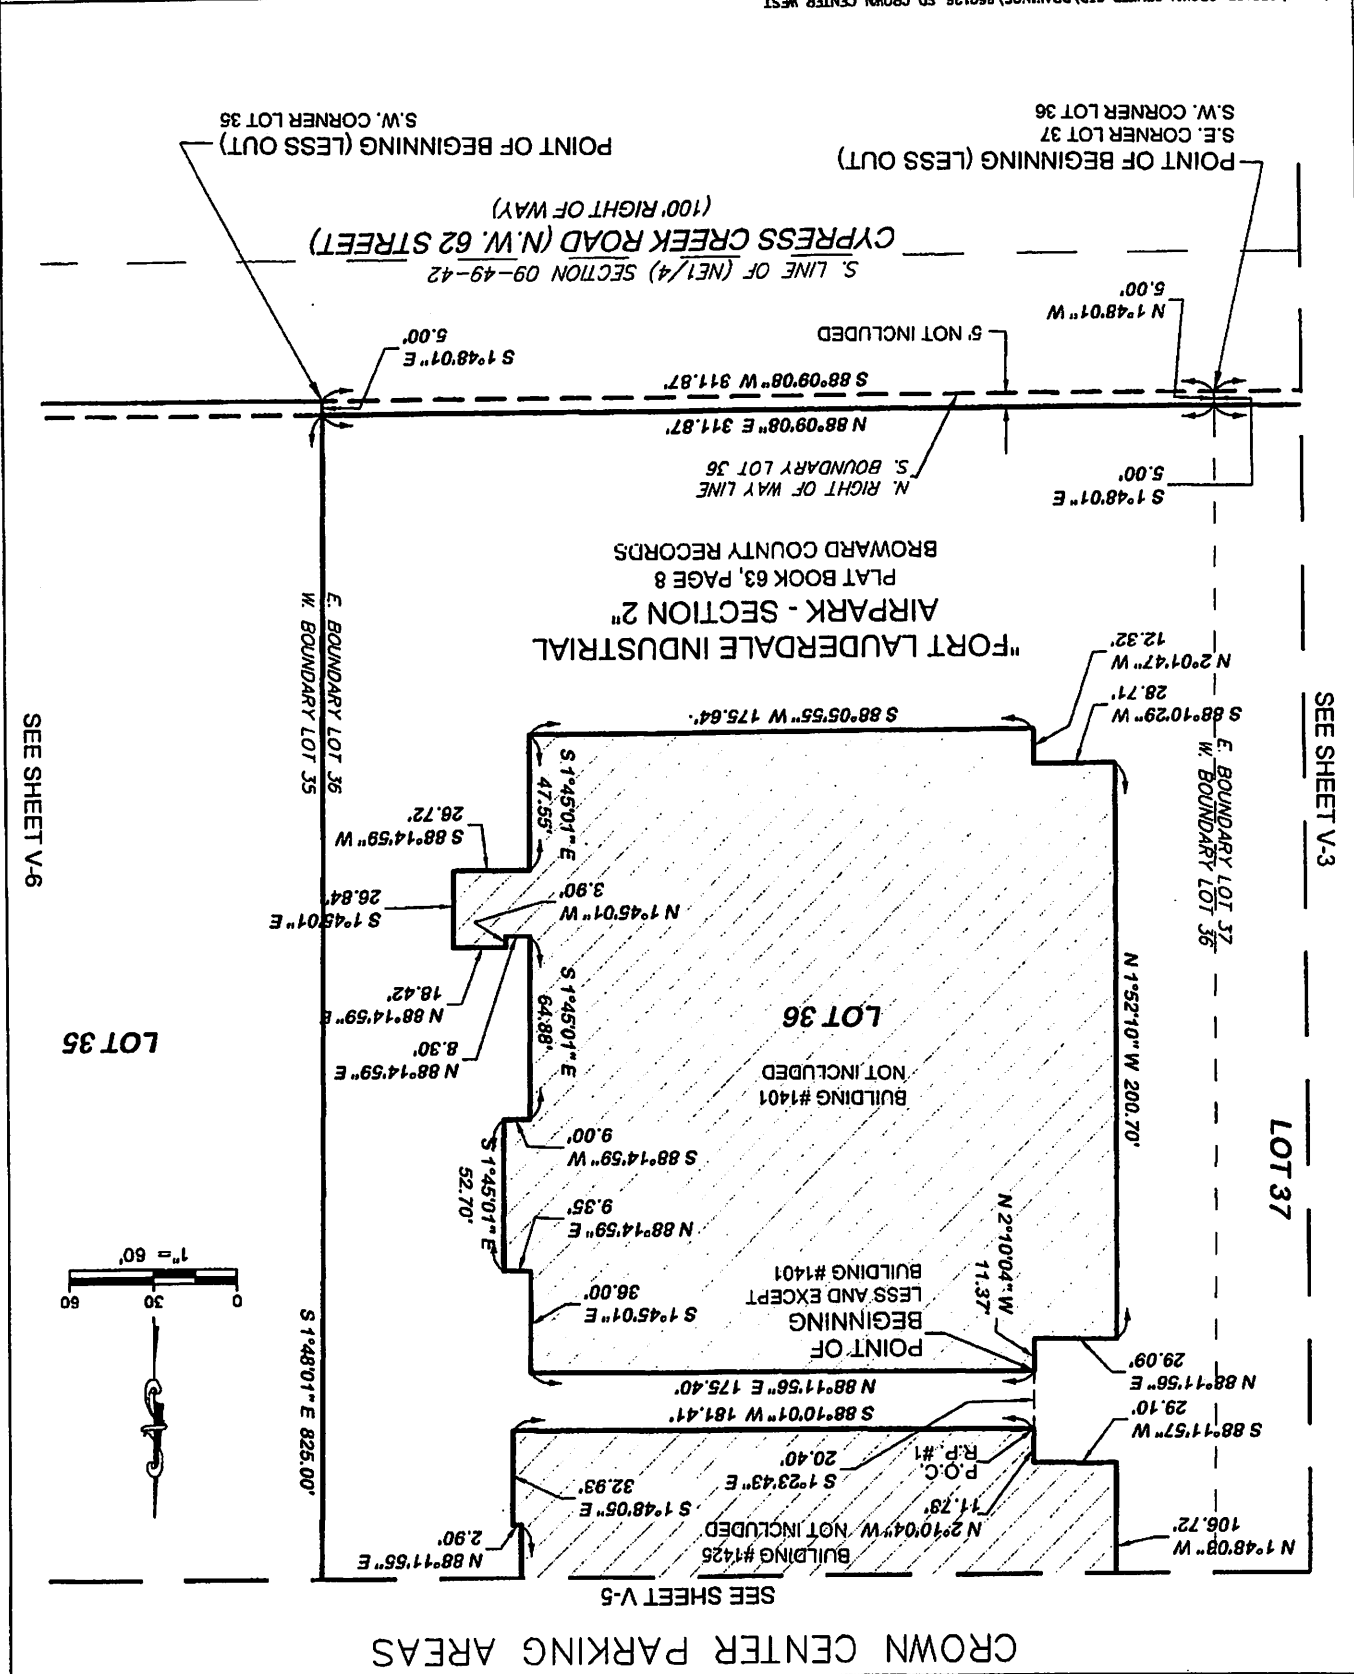 CROWN CENTER PARKING AREAS
SEE SHEET V-5
N 1°48'08" W
106.72'
BUILDING #1425
NOT INCLUDED
N 2°10'04" W
11.73'
N 88°11'55" E
2.90'
S 1°48'05" E
32.93'
S 88°11'57" W
29.10'
P.O.C.
R.P. #1
S 1°23'43" E
20.40'
S 88°10'01" W 181.41'
N 88°11'56" E 175.40'
N 88°11'56" E
29.09'
N 2°10'04" W
11.37'
POINT OF
BEGINNING
LESS AND EXCEPT
BUILDING #1401
S 1°45'01" E
36.00'
N 88°14'59" E
9.35'
S 1°45'01" E
52.70'
S 88°14'59" W
9.00'
S 1°48'01" E 825.00'
0 30 60
1"= 60'
LOT 37
N 1°52'10" W 200.70'
BUILDING #1401
NOT INCLUDED
LOT 36
S 1°45'01" E
64.88'
N 88°14'59" E
8.30'
N 88°14'59" E
18.42'
LOT 35
N 1°45'01" W
3.90'
S 1°45'01" E
26.84'
S 88°14'59" W
26.72'
S 1°45'01" E
47.55'
SEE SHEET V-3
E. BOUNDARY LOT 37
W. BOUNDARY LOT 36
SEE SHEET V-6
E. BOUNDARY LOT 36
W. BOUNDARY LOT 35
S 88°10'29" W
28.71'
N 2°01'47" W
12.32'
S 88°05'55" W 175.64'
"FORT LAUDERDALE INDUSTRIAL
AIRPARK - SECTION 2"
PLAT BOOK 63, PAGE 8
BROWARD COUNTY RECORDS
S 1°48'01" E
5.00'
N. RIGHT OF WAY LINE
S. BOUNDARY LOT 36
N 88°09'08" E 311.87'
S 88°09'08" W 311.87'
5' NOT INCLUDED
N 1°48'01" W
5.00'
S 1°48'01" E
5.00'
S. LINE OF (NE1/4) SECTION 09-49-42
CYPRESS CREEK ROAD (N.W. 62 STREET)
(100' RIGHT OF WAY)
POINT OF BEGINNING (LESS OUT)
S.E. CORNER LOT 37
S.W. CORNER LOT 36
POINT OF BEGINNING (LESS OUT)
S.W. CORNER LOT 35
CROWN CENTER WEST